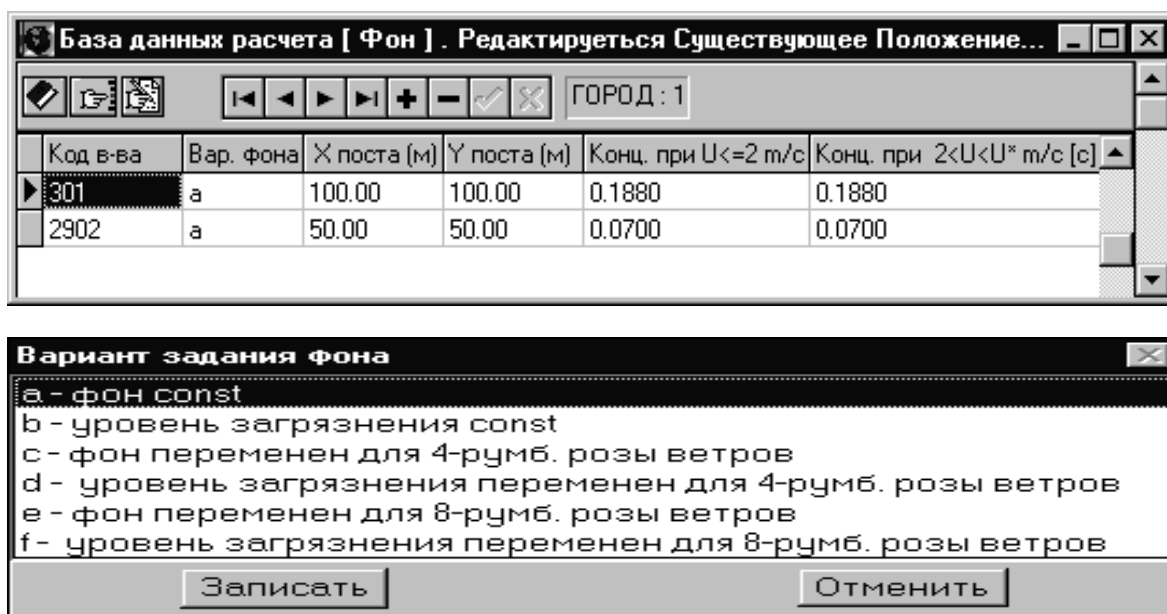 База данных расчета [ Фон ] . Редактируеться Существующее Положение...
ГОРОД : 1
Код в-ва Вар. фона X поста (м) Y поста (м) Конц. при U<=2 m/c Конц. при 2<U<U* m/c [c]
301 a 100.00 100.00 0.1880 0.1880
2902 a 50.00 50.00 0.0700 0.0700
Вариант задания фона
a - фон const
b - уровень загрязнения const
c - фон переменен для 4-румб. розы ветров
d - уровень загрязнения переменен для 4-румб. розы ветров
e - фон переменен для 8-румб. розы ветров
f - уровень загрязнения переменен для 8-румб. розы ветров
Записать Отменить